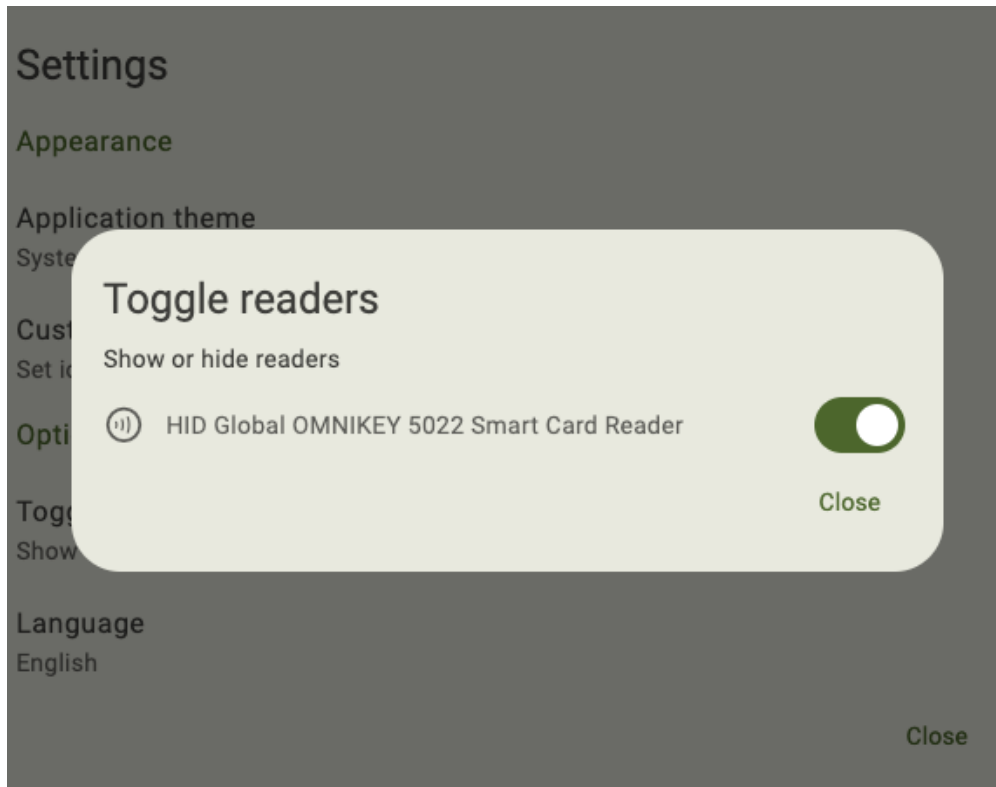 Settings
Appearance
Application theme
Toggle readers
Show or hide readers
HID Global OMNIKEY 5022 Smart Card Reader
Close
Show
Language
English
Close